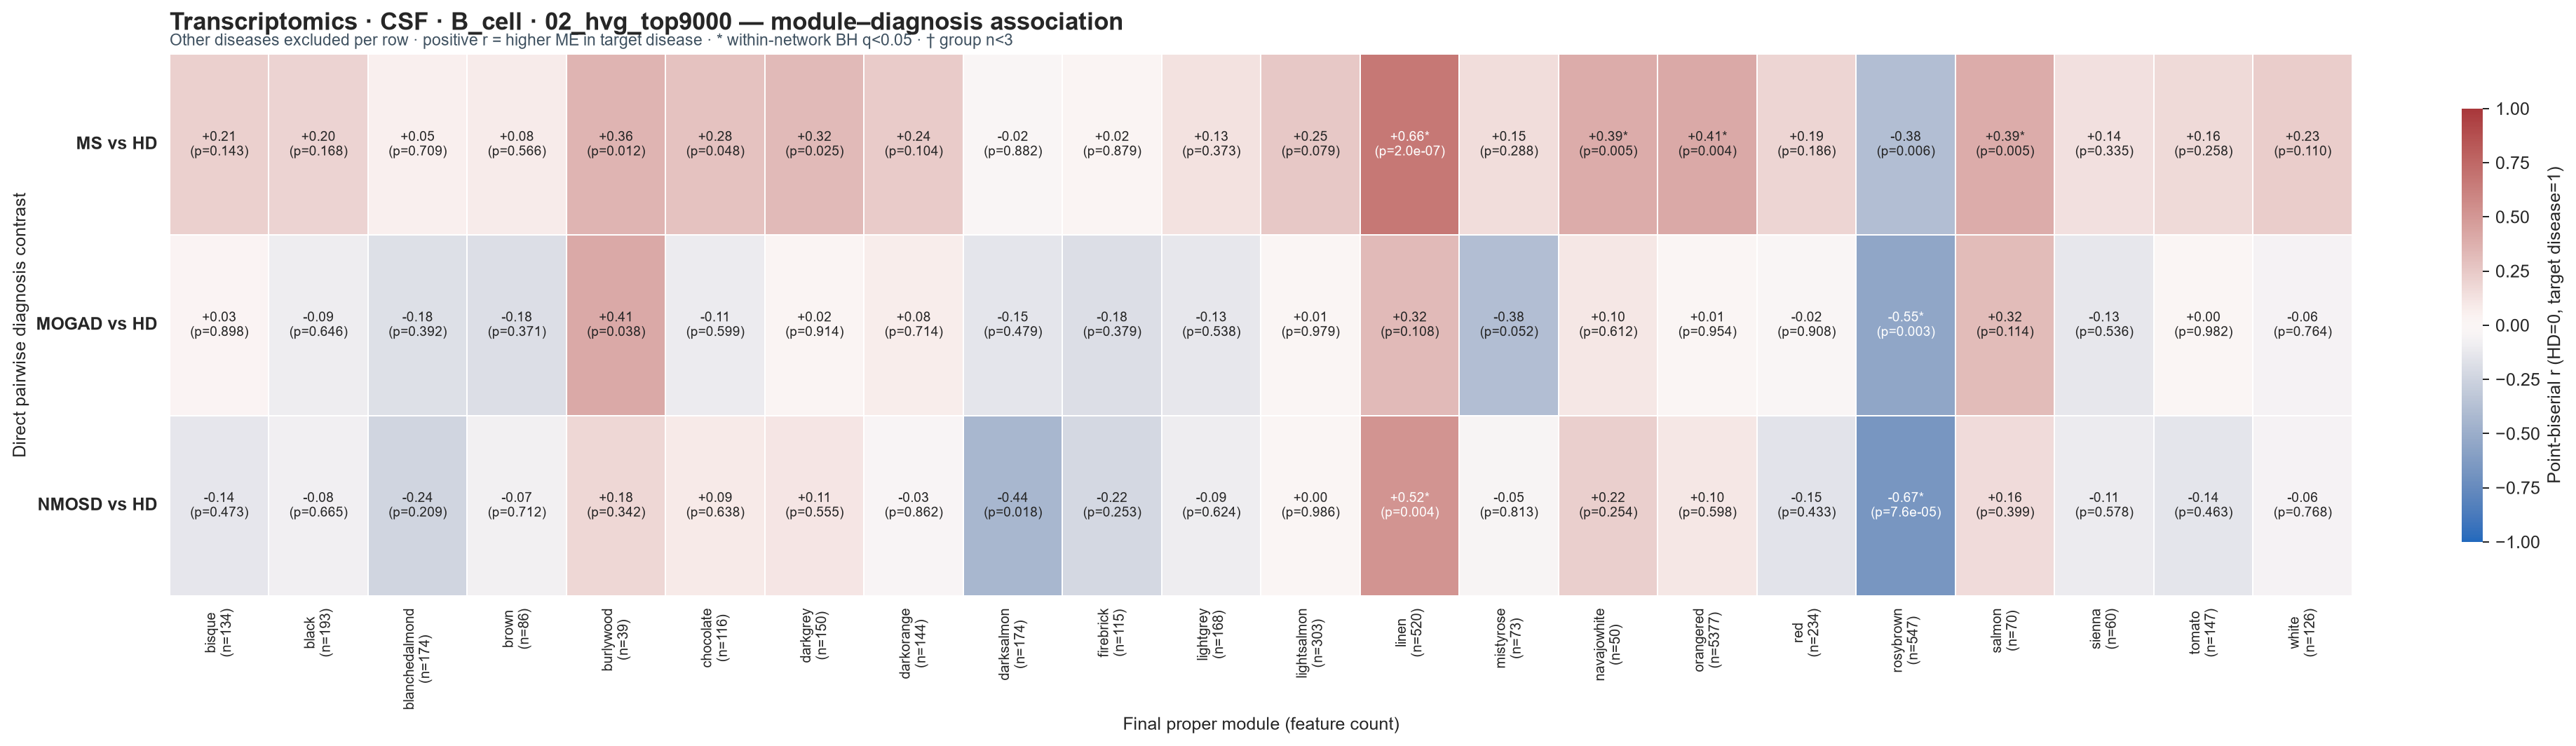 Transcriptomics · CSF · B_cell · 02_hvg_top9000 — module–diagnosis association
Other diseases excluded per row · positive r = higher ME in target disease · * within-network BH q<0.05 · † group n<3
Direct pairwise diagnosis contrast
MS vs HD
+0.21 +0.20 +0.05 +0.08 +0.36 +0.28 +0.32 +0.24 -0.02 +0.02 +0.13 +0.25 +0.66* +0.15 +0.39* +0.41* +0.19 -0.38 +0.39* +0.14 +0.16 +0.23
(p=0.143) (p=0.168) (p=0.709) (p=0.566) (p=0.012) (p=0.048) (p=0.025) (p=0.104) (p=0.882) (p=0.879) (p=0.373) (p=0.079) (p=2.0e-07) (p=0.288) (p=0.005) (p=0.004) (p=0.186) (p=0.006) (p=0.005) (p=0.335) (p=0.258) (p=0.110)
MOGAD vs HD
+0.03 -0.09 -0.18 -0.18 +0.41 -0.11 +0.02 +0.08 -0.15 -0.18 -0.13 +0.01 +0.32 -0.38 +0.10 +0.01 -0.02 -0.55* +0.32 -0.13 +0.00 -0.06
(p=0.898) (p=0.646) (p=0.392) (p=0.371) (p=0.038) (p=0.599) (p=0.914) (p=0.714) (p=0.479) (p=0.379) (p=0.538) (p=0.979) (p=0.108) (p=0.052) (p=0.612) (p=0.954) (p=0.908) (p=0.003) (p=0.114) (p=0.536) (p=0.982) (p=0.764)
NMOSD vs HD
-0.14 -0.08 -0.24 -0.07 +0.18 +0.09 +0.11 -0.03 -0.44 -0.22 -0.09 +0.00 +0.52* -0.05 +0.22 +0.10 -0.15 -0.67* +0.16 -0.11 -0.14 -0.06
(p=0.473) (p=0.665) (p=0.209) (p=0.712) (p=0.342) (p=0.638) (p=0.555) (p=0.862) (p=0.018) (p=0.253) (p=0.624) (p=0.986) (p=0.004) (p=0.813) (p=0.254) (p=0.598) (p=0.433) (p=7.6e-05) (p=0.399) (p=0.578) (p=0.463) (p=0.768)
bisque
(n=134)
black
(n=193)
blanchedalmond
(n=174)
brown
(n=86)
burlywood
(n=39)
chocolate
(n=116)
darkgrey
(n=150)
darkorange
(n=144)
darksalmon
(n=174)
firebrick
(n=115)
lightgrey
(n=168)
lightsalmon
(n=303)
linen
(n=520)
mistyrose
(n=73)
navajowhite
(n=50)
orangered
(n=5377)
red
(n=234)
rosybrown
(n=547)
salmon
(n=70)
sienna
(n=60)
tomato
(n=147)
white
(n=126)
Final proper module (feature count)
1.00
0.75
0.50
0.25
0.00
−0.25
−0.50
−0.75
−1.00
Point-biserial r (HD=0, target disease=1)